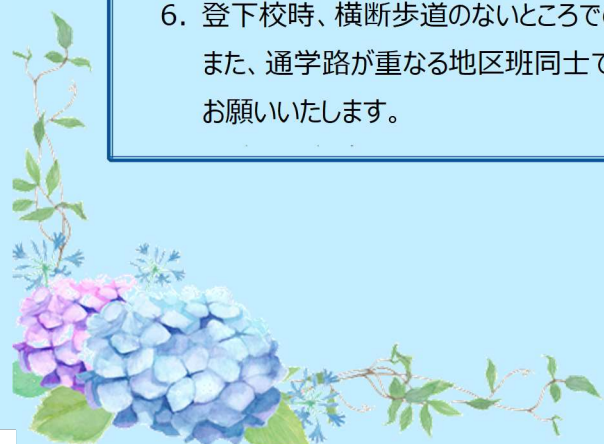 6. 登下校時、横断歩道のないところで
また、通学路が重なる地区班同士で
お願いいたします。